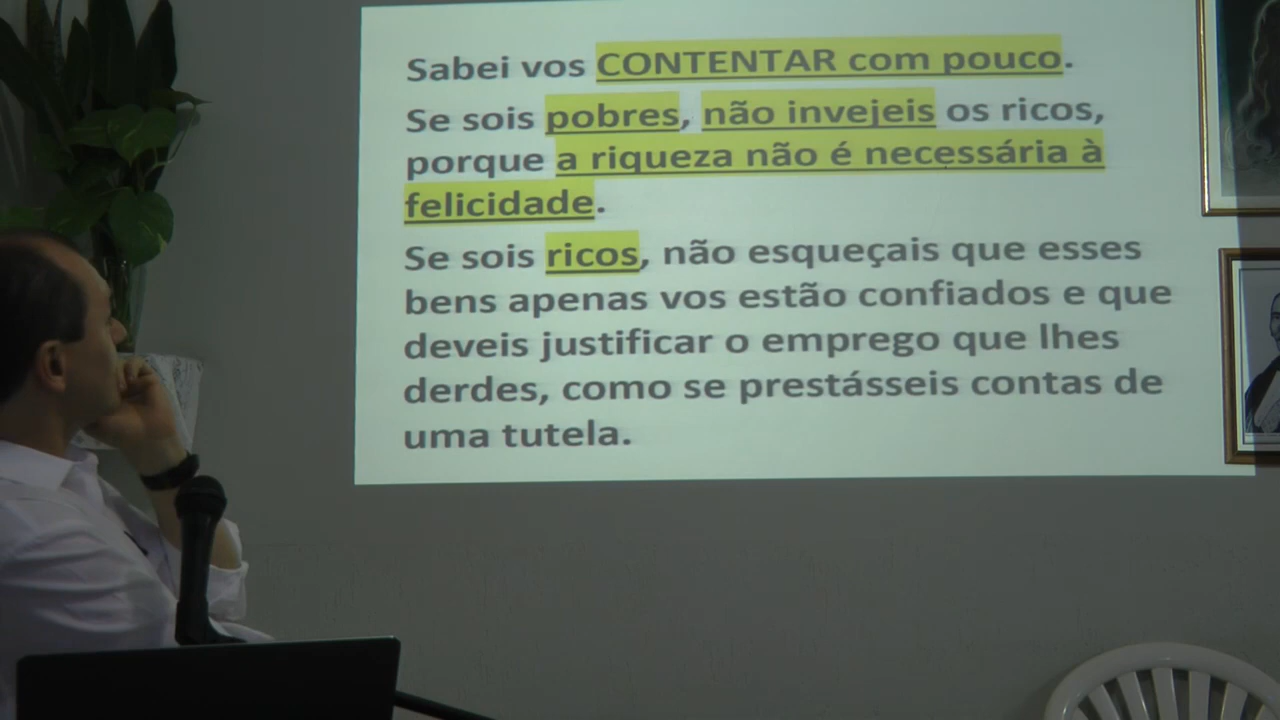 Sabei vos CONTENTAR com pouco.
Se sois pobres, não invejeis os ricos,
porque a riqueza não é necessária à
felicidade.
Se sois ricos, não esqueçais que esses
bens apenas vos estão confiados e que
deveis justificar o emprego que lhes
derdes, como se prestásseis contas de
uma tutela.